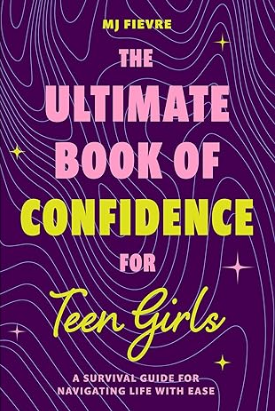 MJ FIEVRE
THE
ULTIMATE
BOOK OF
CONFIDENCE
FOR
Teen Girls
A SURVIVAL GUIDE FOR
NAVIGATING LIFE WITH EASE